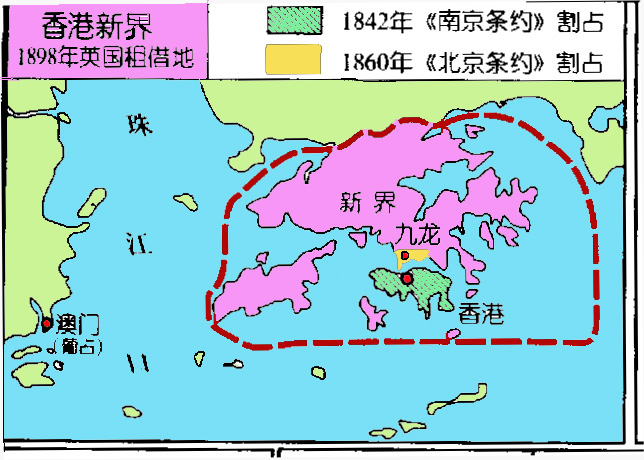 香港新界
1898年英国租借地
1842年《南京条约》割占
1860年《北京条约》割占
珠
江
口
新界
九龙
香港
澳门
(葡占)